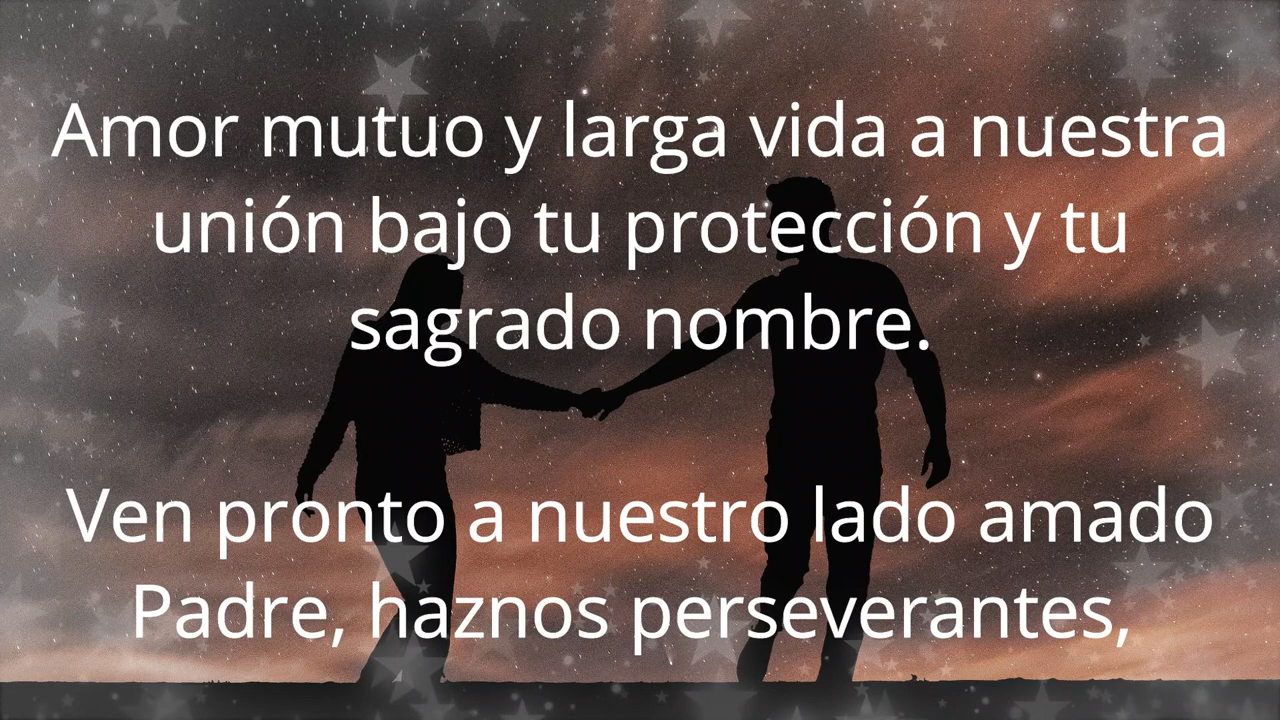 Amor mutuo y larga vida a nuestra
unión bajo tu protección y tu
sagrado nombre.
Ven pronto a nuestro lado amado
Padre, haznos perseverantes,